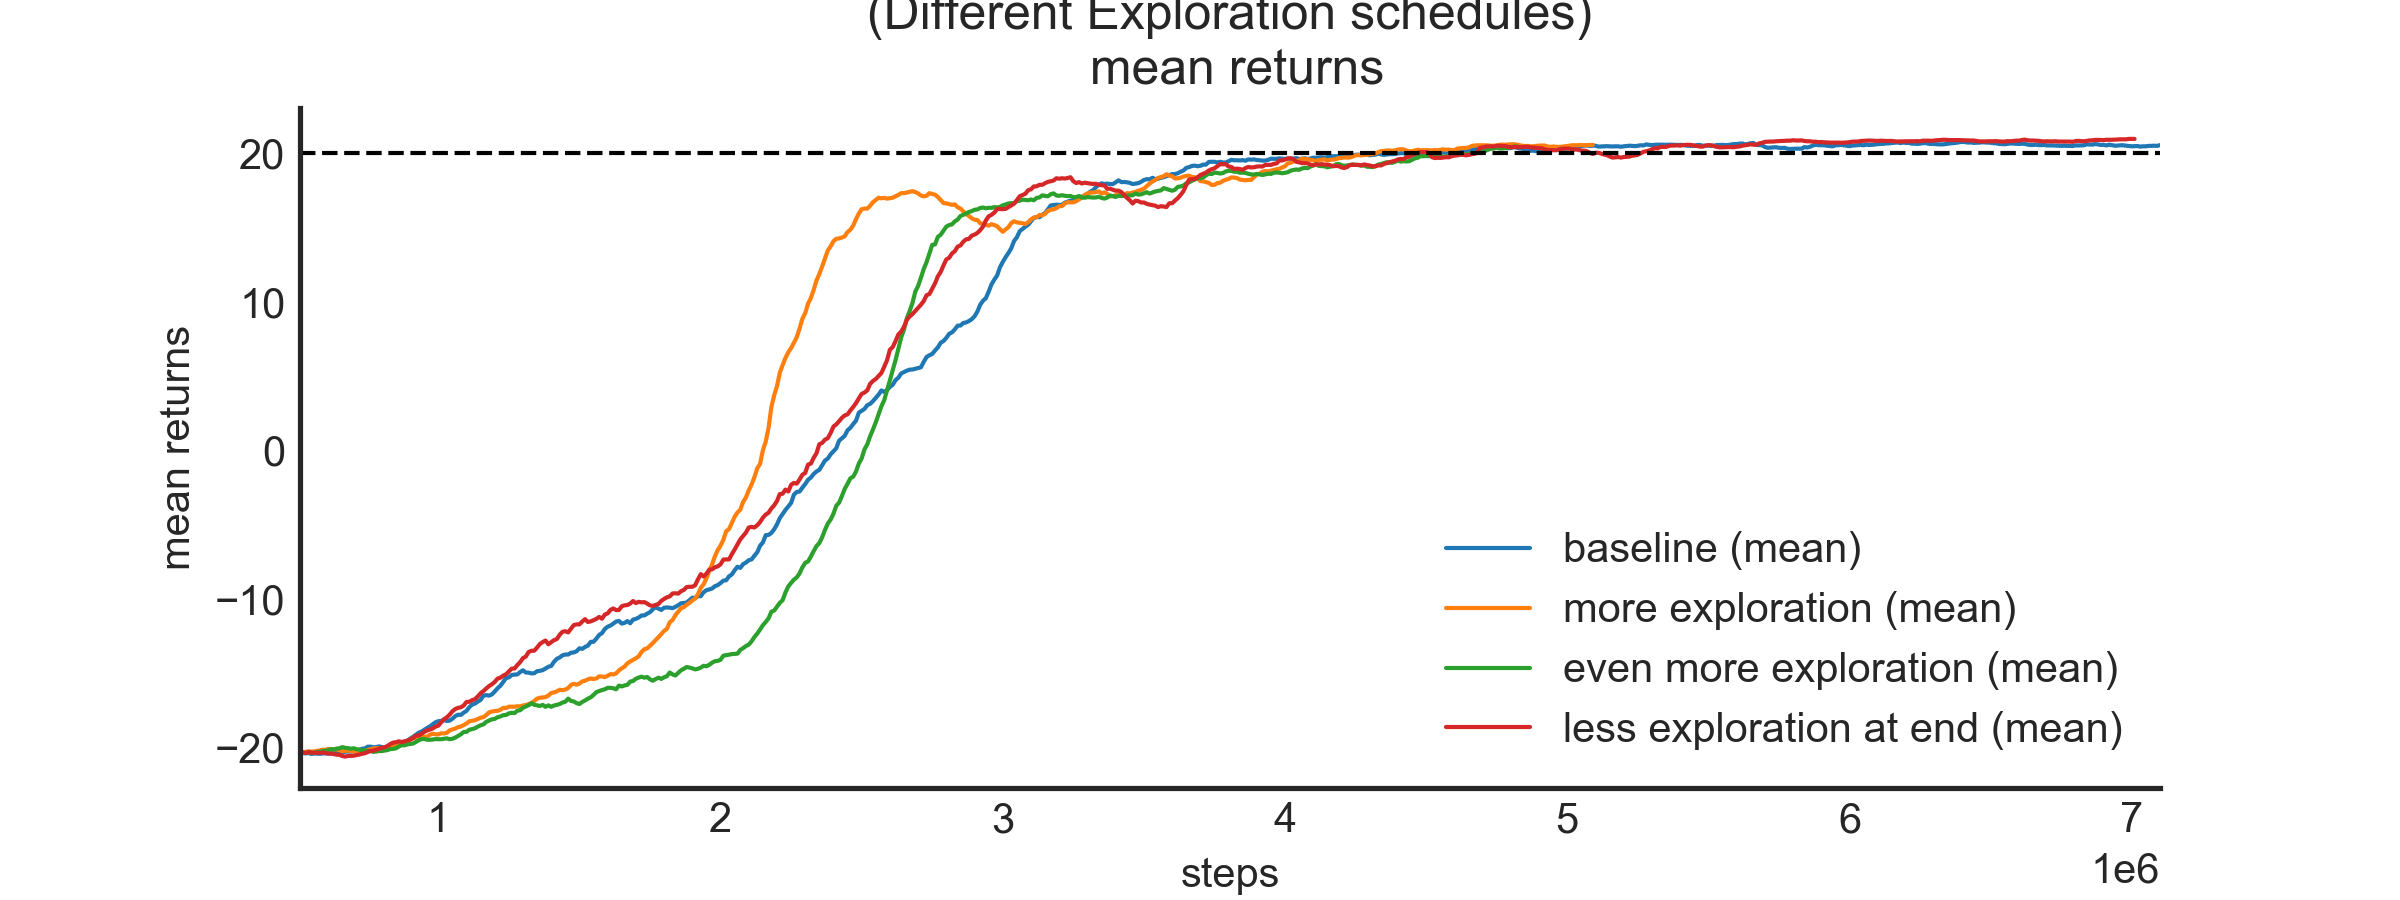 (Different Exploration schedules)
mean returns
mean returns
20
10
0
−10
−20
1
2
3
4
5
6
7
1e6
steps
baseline (mean)
more exploration (mean)
even more exploration (mean)
less exploration at end (mean)